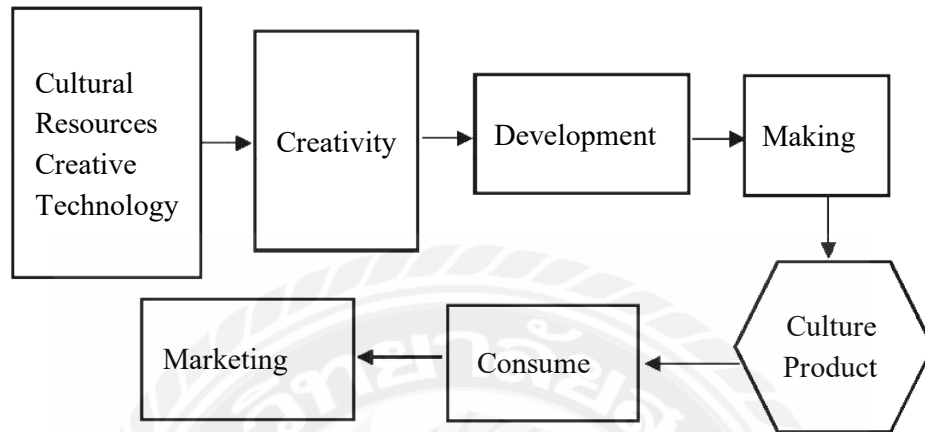 Cultural
Resources
Creative
Technology
Creativity
Development
Making
Culture
Product
Consume
Marketing